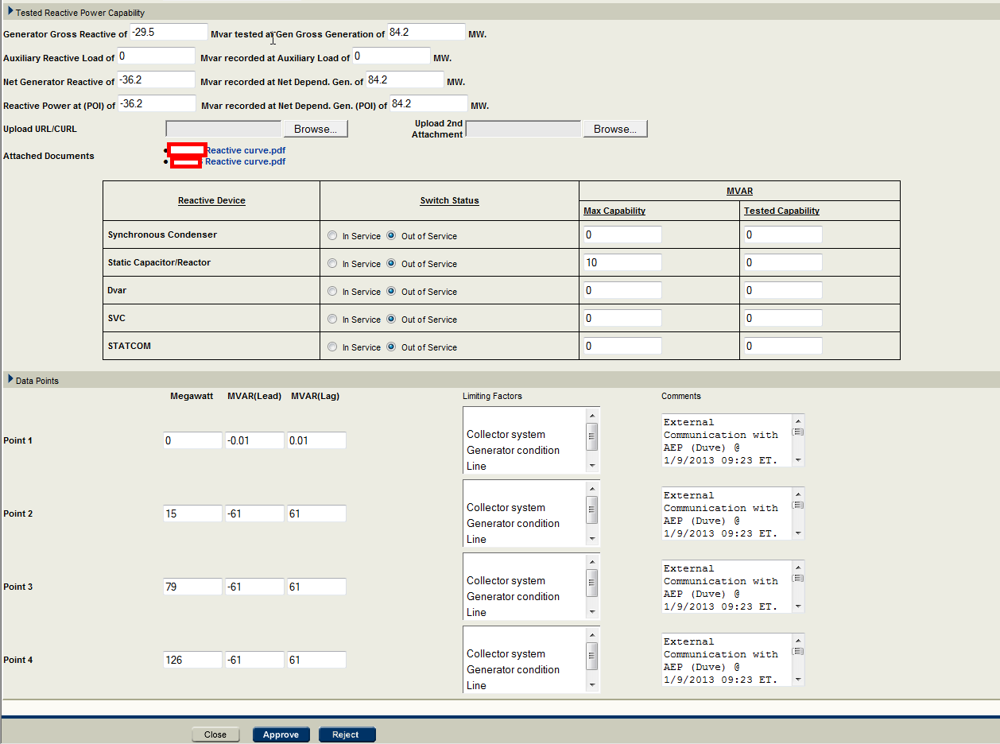 Tested Reactive Power Capability
Generator Gross Reactive of -29.5 Mvar tested at Gen Gross Generation of 84.2 MW.
Auxiliary Reactive Load of 0 Mvar recorded at Auxiliary Load of 0 MW.
Net Generator Reactive of -36.2 Mvar recorded at Net Depend. Gen. of 84.2 MW.
Reactive Power at (POI) of -36.2 Mvar recorded at Net Depend. Gen. (POI) of 84.2 MW.
Upload URL/CURL Browse... Upload 2nd Attachment Browse...
Attached Documents
Reactive curve.pdf
Reactive curve.pdf
Reactive Device Switch Status MVAR
Max Capability Tested Capability
Synchronous Condenser In Service Out of Service 0 0
Static Capacitor/Reactor In Service Out of Service 10 0
Dvar In Service Out of Service 0 0
SVC In Service Out of Service 0 0
STATCOM In Service Out of Service 0 0
Data Points
Megawatt MVAR(Lead) MVAR(Lag) Limiting Factors Comments
Point 1 0 -0.01 0.01
Collector system
Generator condition
Line
External
Communication with
AEP (Duve) @
1/9/2013 09:23 ET.
Point 2 15 -61 61
Collector system
Generator condition
Line
External
Communication with
AEP (Duve) @
1/9/2013 09:23 ET.
Point 3 79 -61 61
Collector system
Generator condition
Line
External
Communication with
AEP (Duve) @
1/9/2013 09:23 ET.
Point 4 126 -61 61
Collector system
Generator condition
Line
External
Communication with
AEP (Duve) @
1/9/2013 09:23 ET.
Close Approve Reject